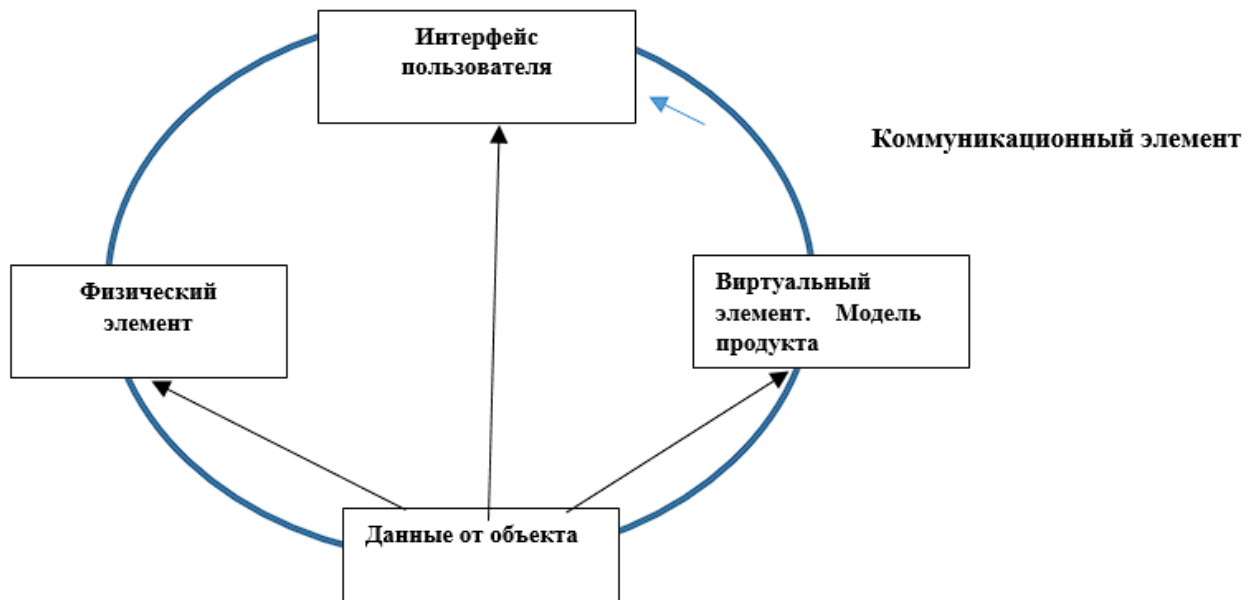 Интерфейс
пользователя
Коммуникационный элемент
Физический
элемент
Виртуальный
элемент. Модель
продукта
Данные от объекта